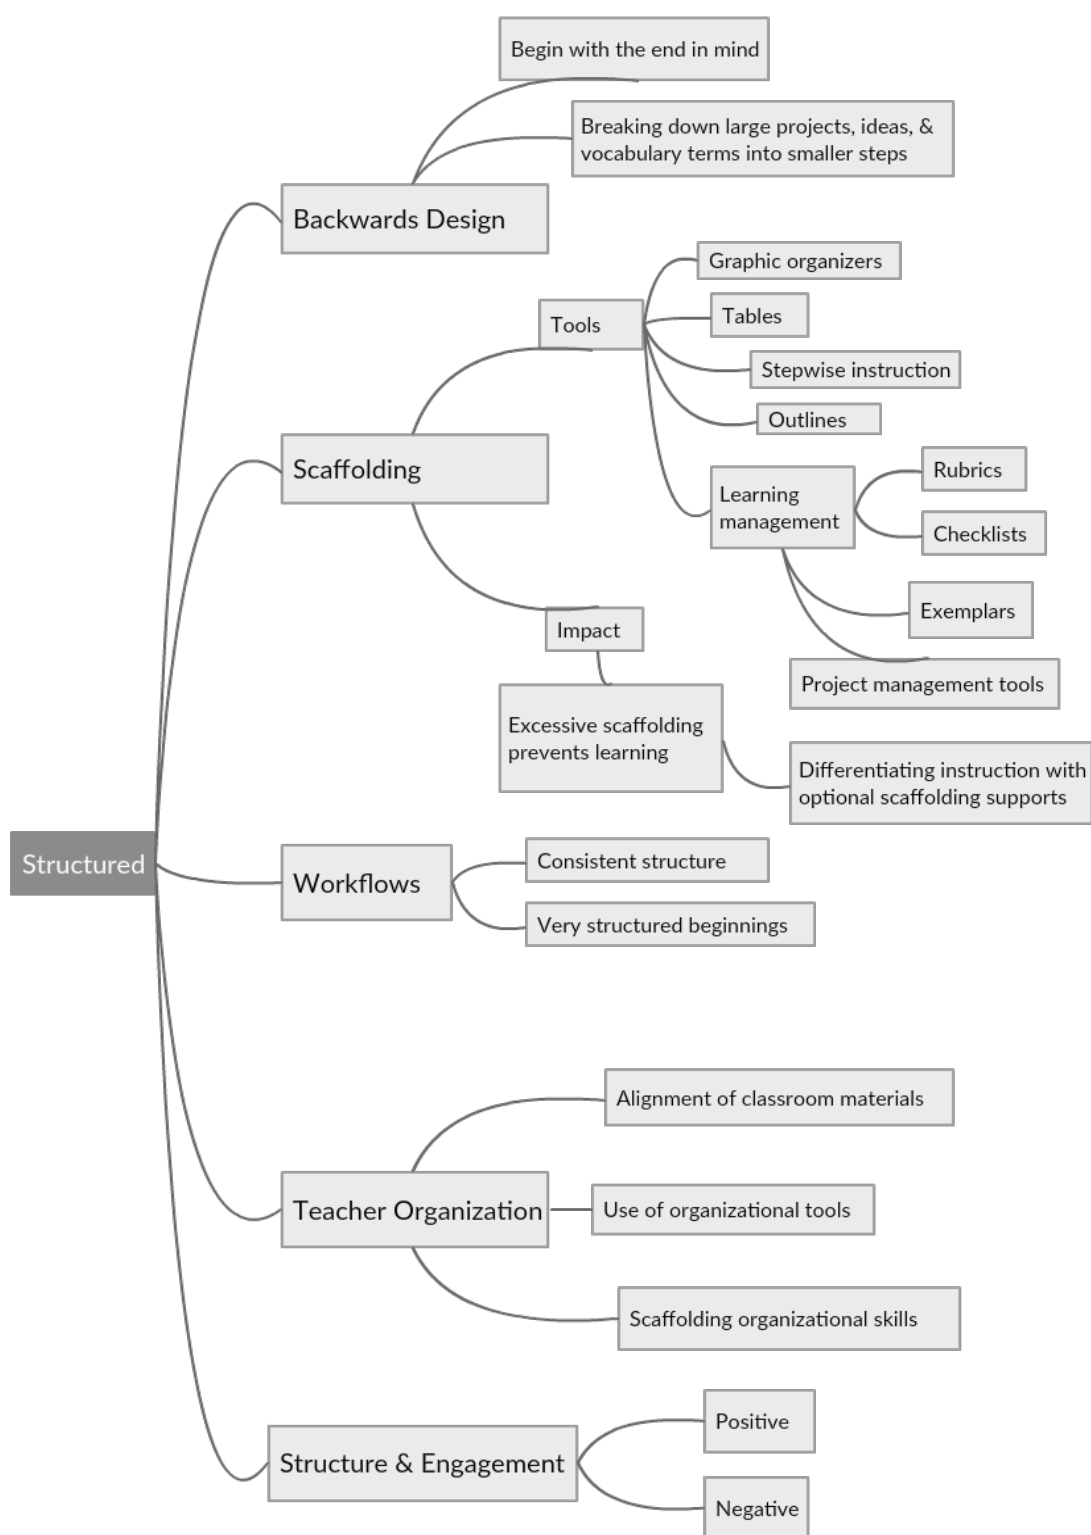 Begin with the end in mind
Breaking down large projects, ideas, &
vocabulary terms into smaller steps
Backwards Design
Graphic organizers
Tools
Tables
Stepwise instruction
Outlines
Scaffolding
Rubrics
Learning
management
Checklists
Exemplars
Impact
Project management tools
Excessive scaffolding
prevents learning
Differentiating instruction with
optional scaffolding supports
Structured
Workflows
Consistent structure
Very structured beginnings
Alignment of classroom materials
Teacher Organization
Use of organizational tools
Scaffolding organizational skills
Positive
Structure & Engagement
Negative